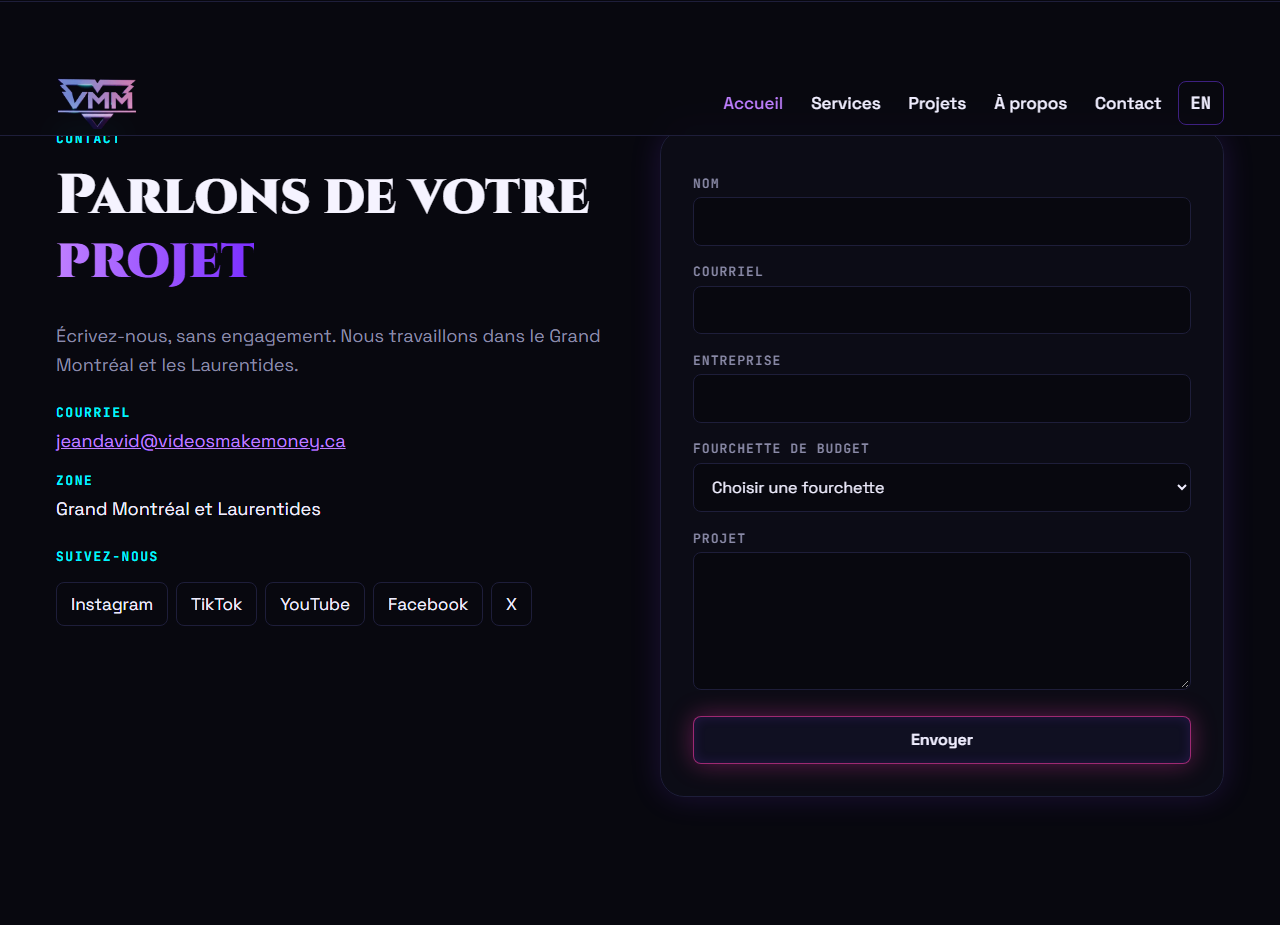 VMM
Accueil Services Projets À propos Contact EN
CONTACT
PARLONS DE VOTRE
PROJET
Écrivez-nous, sans engagement. Nous travaillons dans le Grand
Montréal et les Laurentides.
COURRIEL
jeandavid@videosmakemoney.ca
ZONE
Grand Montréal et Laurentides
SUIVEZ-NOUS
Instagram TikTok YouTube Facebook X
NOM
COURRIEL
ENTREPRISE
FOURCHETTE DE BUDGET
Choisir une fourchette
PROJET
Envoyer